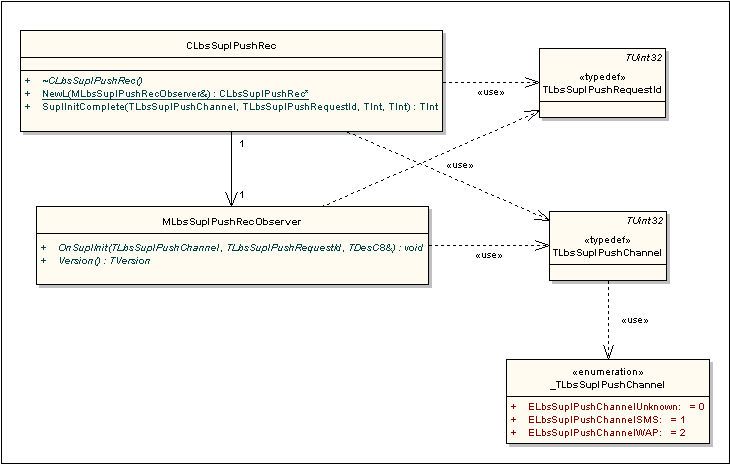 CLbsSuplPushRec
+ ~CLbsSuplPushRec()
+ NewL(MLbsSuplPushRecObserver&) : CLbsSuplPushRec*
+ SuplInitComplete(TLbsSuplPushChannel, TLbsSuplPushRequestId, TInt, TInt) : TInt
«use»
TUint32
«typedef»
TLbsSuplPushRequestId
1
«use»
1
MLbsSuplPushRecObserver
+ OnSuplInit(TLbsSuplPushChannel, TLbsSuplPushRequestId, TDesC8&) : void
+ Version() : TVersion
«use»
TUint32
«typedef»
TLbsSuplPushChannel
«use»
«enumeration»
_TLbsSuplPushChannel
+ ELbsSuplPushChannelUnknown: = 0
+ ELbsSuplPushChannelSMS: = 1
+ ELbsSuplPushChannelWAP: = 2